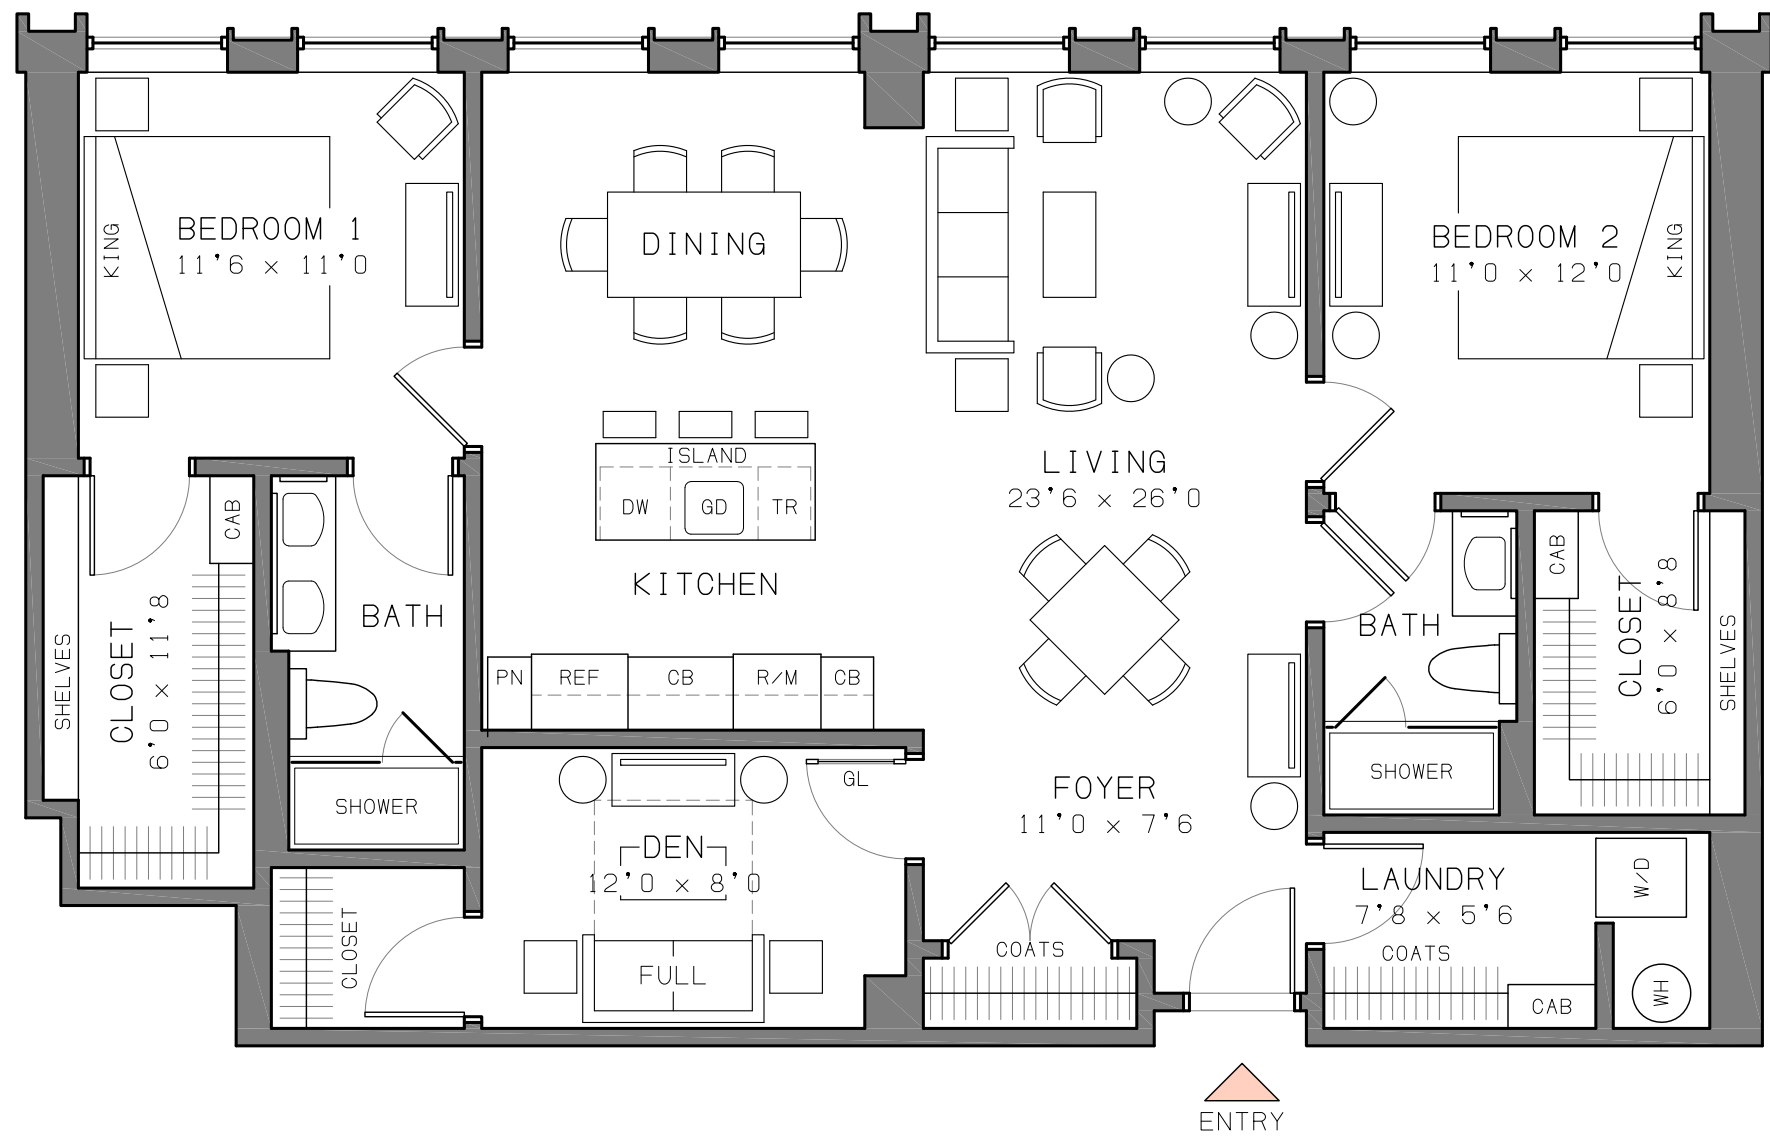 BEDROOM 1
11'6 x 11'0
KING
DINING
BEDROOM 2
11'0 x 12'0
KING
LIVING
23'6 x 26'0
ISLAND
DW
GD
TR
KITCHEN
CAB
BATH
CLOSET
6'0 x 11'8
SHELVES
PN
REF
CB
R/M
CB
CAB
BATH
CLOSET
6'0 x 8'8
SHELVES
SHOWER
SHOWER
GL
FOYER
11'0 x 7'6
DEN
12'0 x 8'0
FULL
CLOSET
COATS
LAUNDRY
7'8 x 5'6
W/D
COATS
CAB
WH
ENTRY